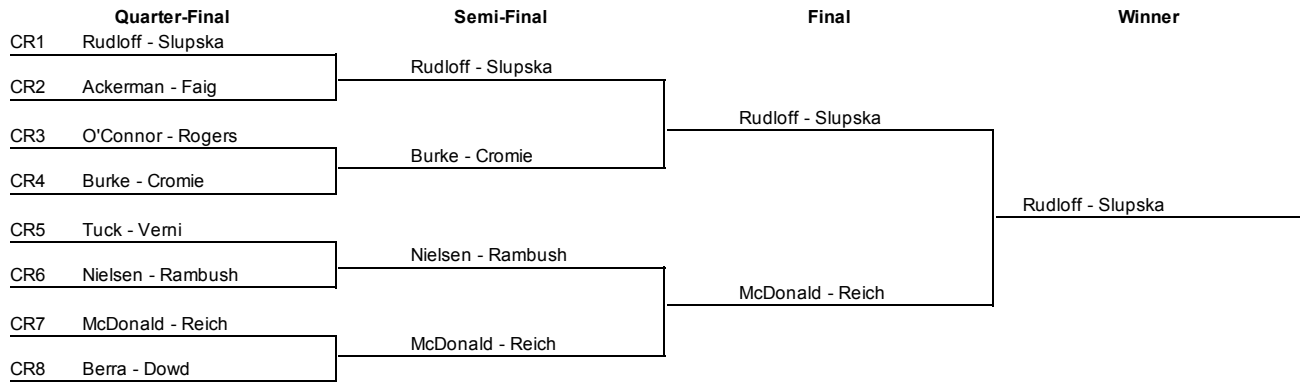 Quarter-Final Semi-Final Final Winner
CR1 Rudloff - Slupska
Rudloff - Slupska
CR2 Ackerman - Faig
Rudloff - Slupska
CR3 O'Connor - Rogers
Burke - Cromie
CR4 Burke - Cromie
Rudloff - Slupska
CR5 Tuck - Verni
Nielsen - Rambush
CR6 Nielsen - Rambush
McDonald - Reich
CR7 McDonald - Reich
McDonald - Reich
CR8 Berra - Dowd